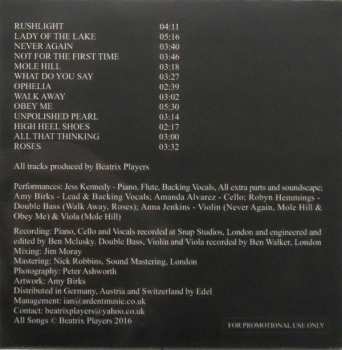 RUSHLIGHT 04:11
LADY OF THE LAKE 05:16
NEVER AGAIN 03:40
NOT FOR THE FIRST TIME 03:46
MOLE HILL 03:18
WHAT DO YOU SAY 03:27
OPHELIA 02:39
WALK AWAY 03:02
OBEY ME 05:30
UNPOLISHED PEARL 03:14
HIGH HEEL SHOES 02:17
ALL THAT THINKING 03:00
ROSES 03:32
All tracks produced by Beatrix Players
Performances: Jess Kennedy - Piano, Flute, Backing Vocals, All extra parts and soundscape;
Amy Birks - Lead & Backing Vocals; Amanda Alvarez - Cello; Robyn Hemmings -
Double Bass (Walk Away, Roses); Anna Jenkins - Violin (Never Again, Mole Hill &
Obey Me) & Viola (Mole Hill)
Recording: Piano, Cello and Vocals recorded at Snap Studios, London and engineered and
edited by Ben Mclusky. Double Bass, Violin and Viola recorded by Ben Walker, London
Mixing: Jim Moray
Mastering: Nick Robbins, Sound Mastering, London
Photography: Peter Ashworth
Artwork: Amy Birks
Distributed in Germany, Austria and Switzerland by Edel
Management: ian@ardentmusic.co.uk
Contact: beatrixplayers@yahoo.co.uk
All Songs © Beatrix Players 2016
FOR PROMOTIONAL USE ONLY